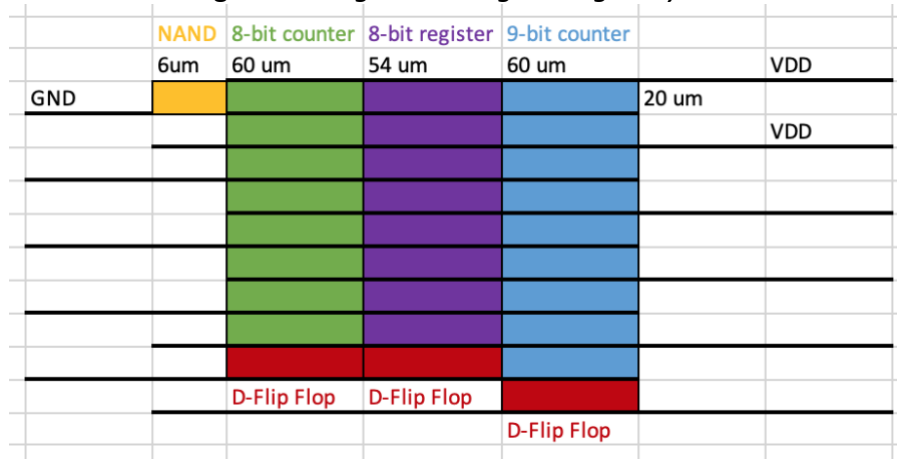 NAND 8-bit counter 8-bit register 9-bit counter
6um 60 um 54 um 60 um VDD
GND 20 um
VDD
D-Flip Flop D-Flip Flop
D-Flip Flop